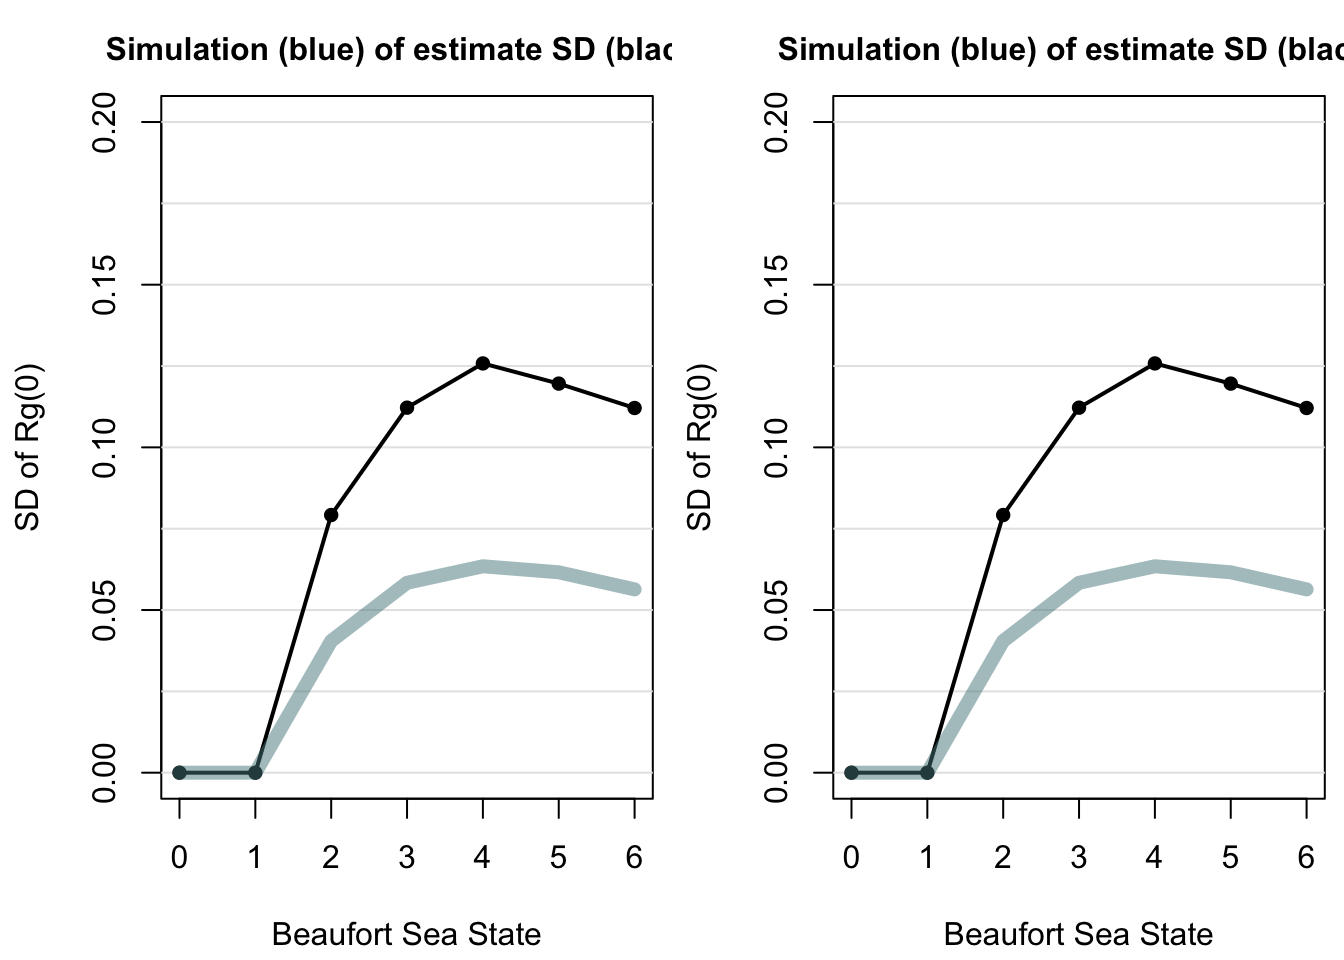 Simulation (blue) of estimate SD (blac
SD of Rg(0)
0.20
0.15
0.10
0.05
0.00
0 1 2 3 4 5 6
Beaufort Sea State
Simulation (blue) of estimate SD (blac
SD of Rg(0)
0.20
0.15
0.10
0.05
0.00
0 1 2 3 4 5 6
Beaufort Sea State